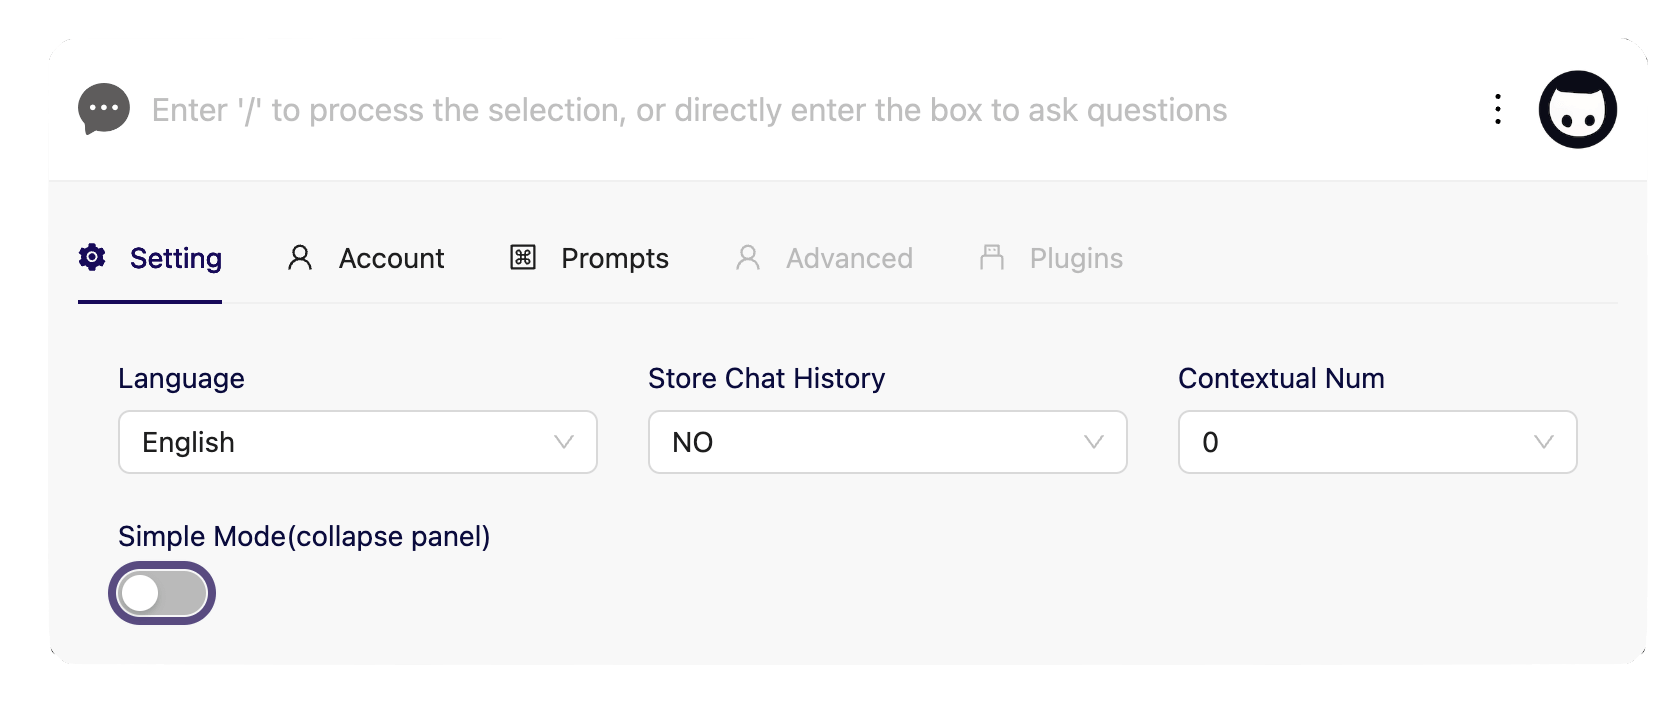 Enter '/' to process the selection, or directly enter the box to ask questions
Setting Account Prompts Advanced Plugins
Language Store Chat History Contextual Num
English NO 0
Simple Mode(collapse panel)